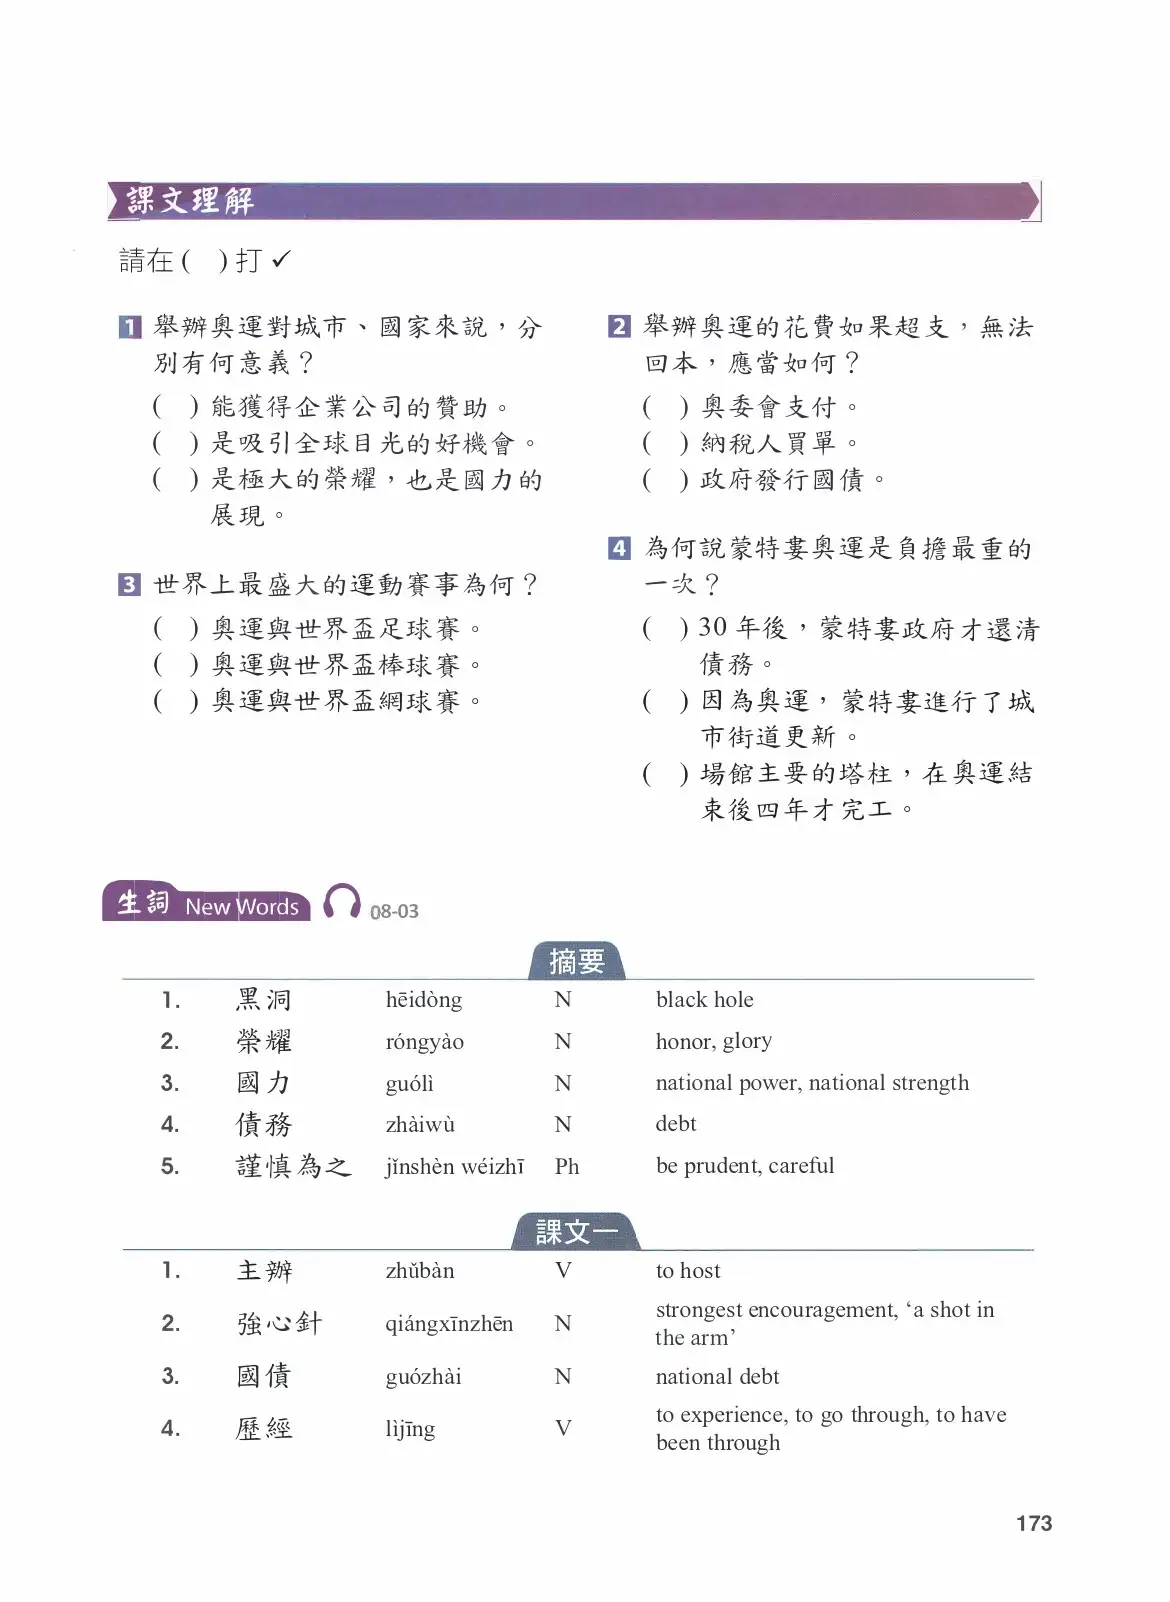 課文理解
請在( )打✓
1 舉辦奧運對城市、國家來說，分
別有何意義？
( )能獲得企業公司的贊助。
( )是吸引全球目光的好機會。
( )是極大的榮耀，也是國力的
展現。
2 舉辦奧運的花費如果超支，無法
回本，應當如何？
( )奧委會支付。
( )納稅人買單。
( )政府發行國債。
3 世界上最盛大的運動賽事為何？
( )奧運與世界盃足球賽。
( )奧運與世界盃棒球賽。
( )奧運與世界盃網球賽。
4 為何說蒙特婁奧運是負擔最重的
一次？
( )30 年後，蒙特婁政府才還清
債務。
( )因為奧運，蒙特婁進行了城
市街道更新。
( )場館主要的塔柱，在奧運結
束後四年才完工。
生詞 New Words 08-03
摘要
1. 黑洞 hēidòng N black hole
2. 榮耀 róngyào N honor, glory
3. 國力 guólì N national power, national strength
4. 債務 zhàiwù N debt
5. 謹慎為之 jǐnshèn wéizhī Ph be prudent, careful
課文一
1. 主辦 zhǔbàn V to host
2. 強心針 qiángxīnzhēn N strongest encouragement, ‘a shot in
the arm’
3. 國債 guózhài N national debt
4. 歷經 lìjīng V to experience, to go through, to have
been through
173